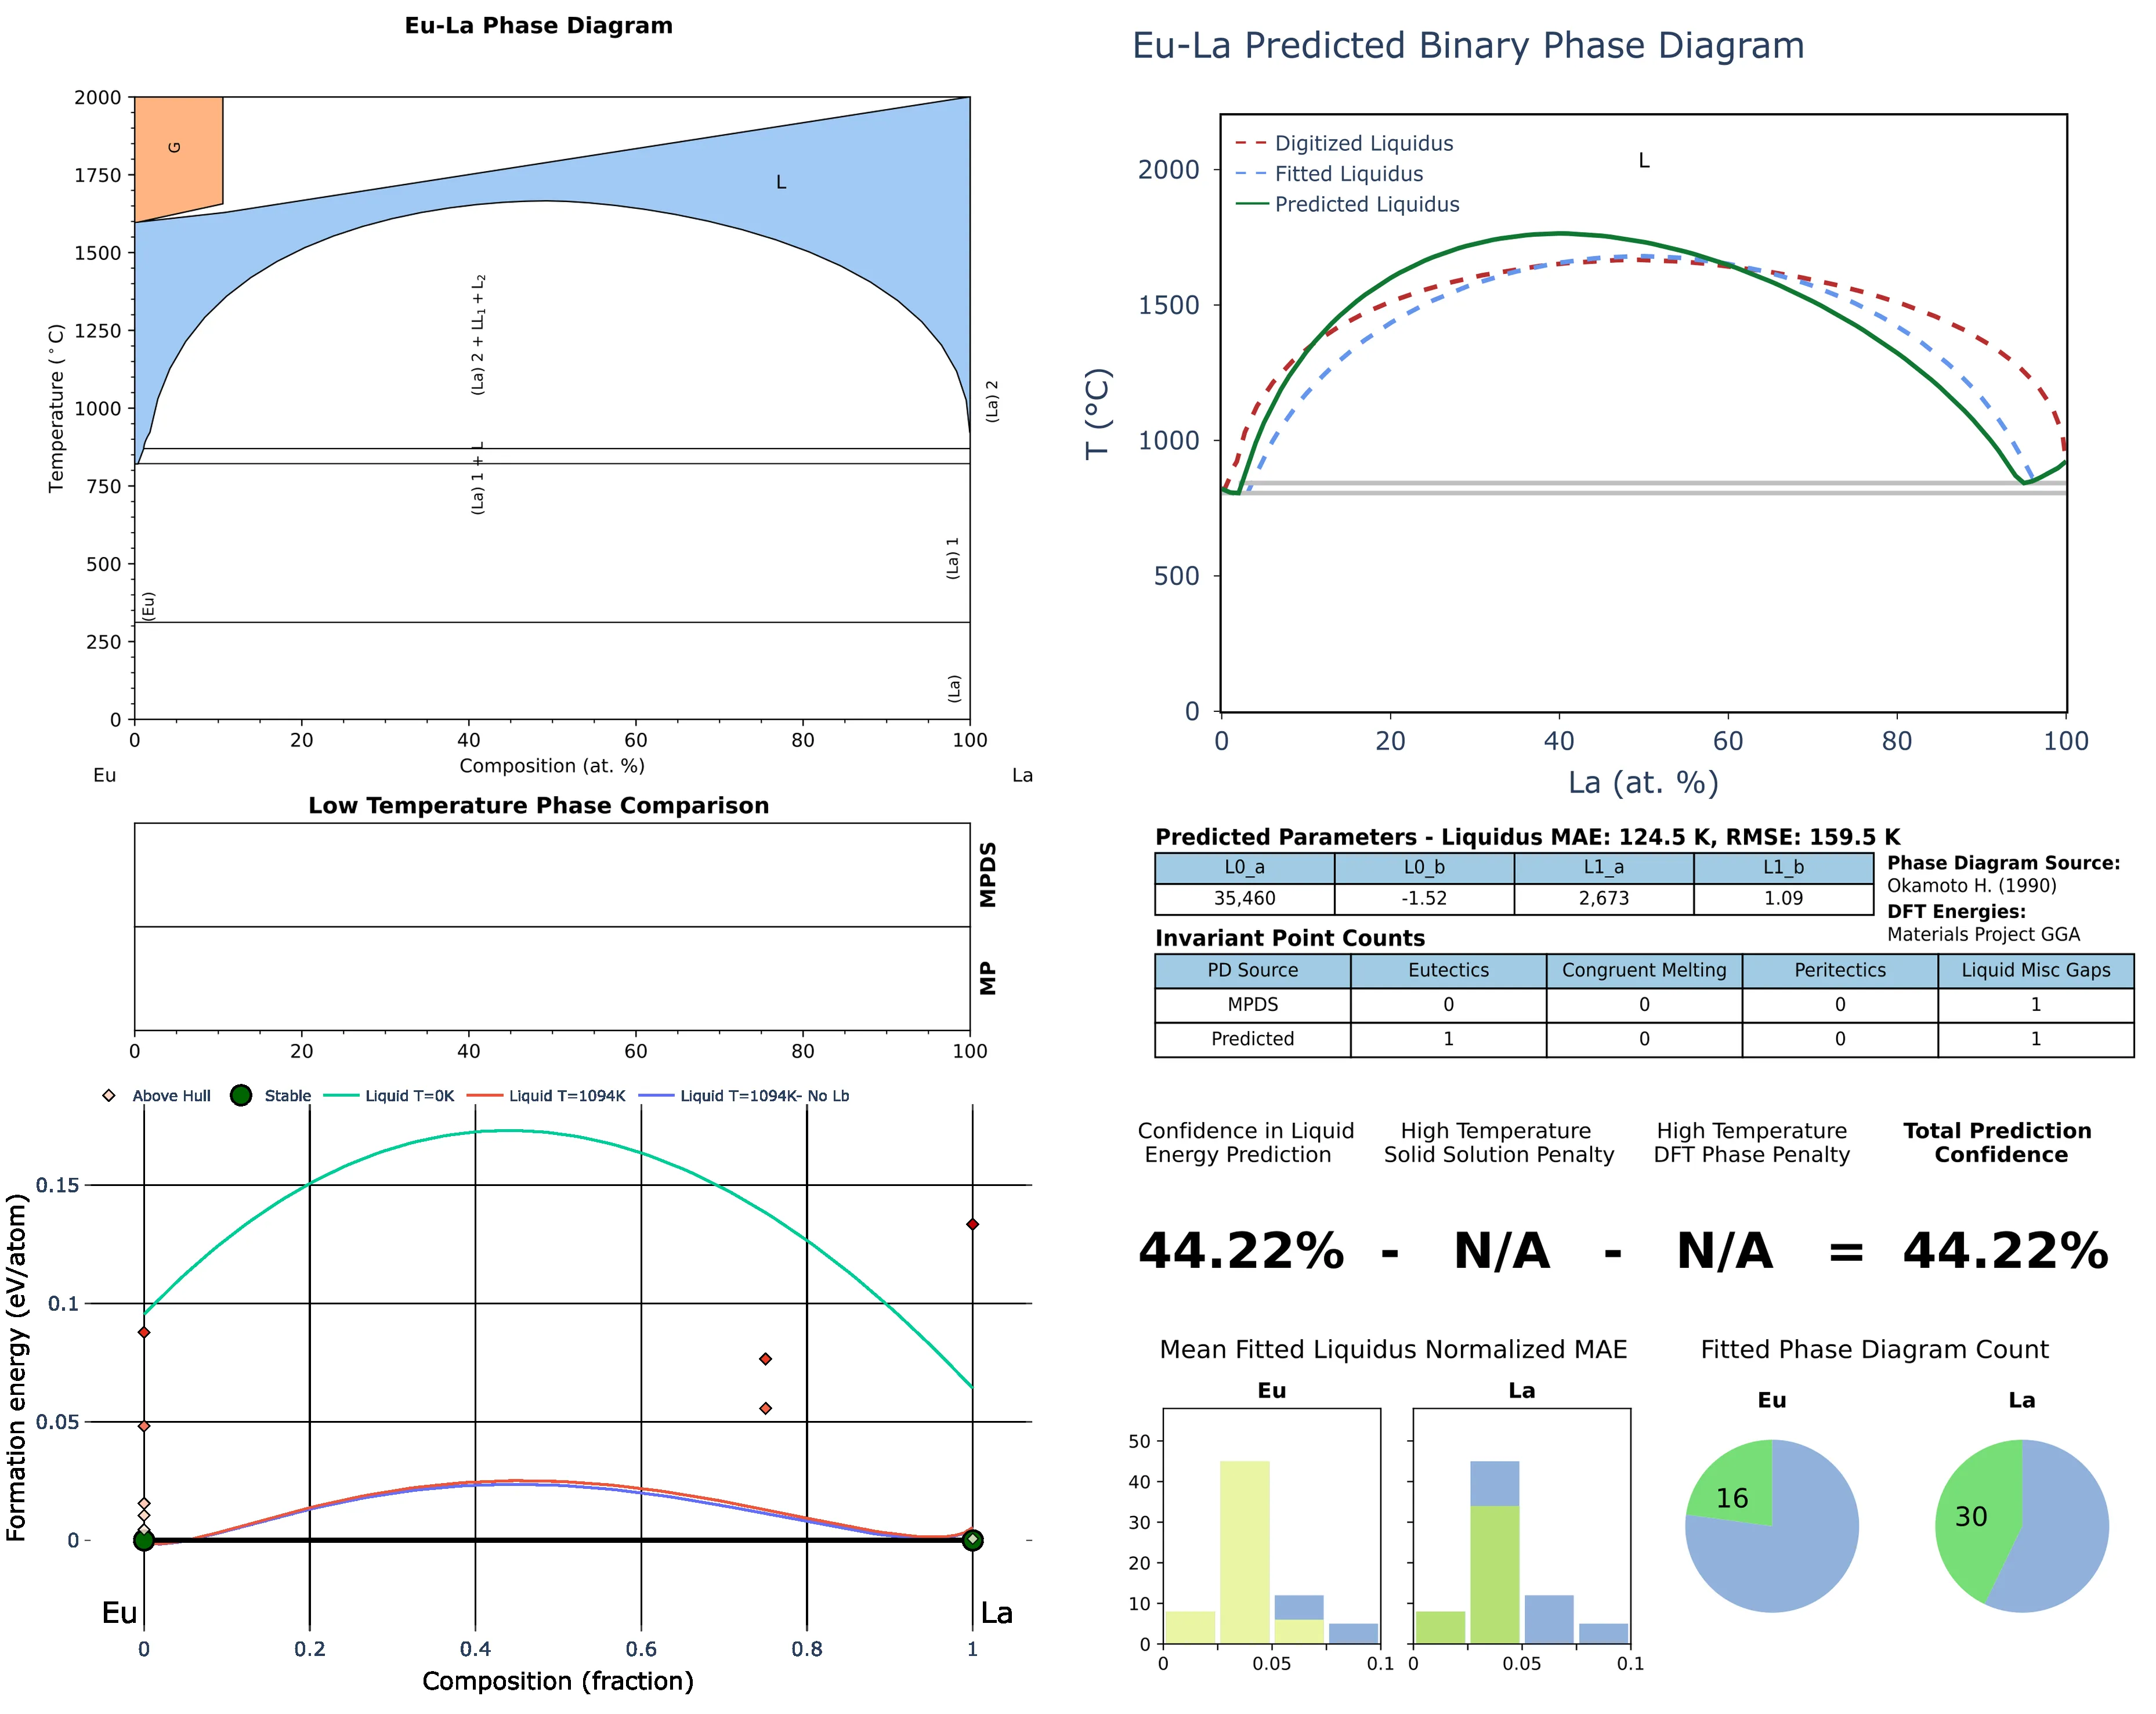 Eu-La Phase Diagram
2000
1750
1500
1250
1000
750
500
250
0
Temperature (°C)
G
L
(La) 2 + LL1 + L2
(La) 1 + L
(La) 2
(La) 1
(Eu)
(La)
0 20 40 60 80 100
Composition (at. %)
Eu La
Low Temperature Phase Comparison
MPDS
MP
0 20 40 60 80 100
Above Hull Stable Liquid T=0K Liquid T=1094K Liquid T=1094K- No Lb
0.15
0.1
0.05
0
Formation energy (eV/atom)
Eu La
0 0.2 0.4 0.6 0.8 1
Composition (fraction)
Eu-La Predicted Binary Phase Diagram
Digitized Liquidus
Fitted Liquidus
Predicted Liquidus
L
2000
1500
1000
500
0
T (°C)
0 20 40 60 80 100
La (at. %)
Predicted Parameters - Liquidus MAE: 124.5 K, RMSE: 159.5 K
L0_a L0_b L1_a L1_b
35,460 -1.52 2,673 1.09
Phase Diagram Source:
Okamoto H. (1990)
DFT Energies:
Materials Project GGA
Invariant Point Counts
PD Source Eutectics Congruent Melting Peritectics Liquid Misc Gaps
MPDS 0 0 0 1
Predicted 1 0 0 1
Confidence in Liquid
Energy Prediction
High Temperature
Solid Solution Penalty
High Temperature
DFT Phase Penalty
Total Prediction
Confidence
44.22% - N/A - N/A = 44.22%
Mean Fitted Liquidus Normalized MAE
Eu La
50
40
30
20
10
0
0 0.05 0.1 0 0.05 0.1
Fitted Phase Diagram Count
Eu La
16 30